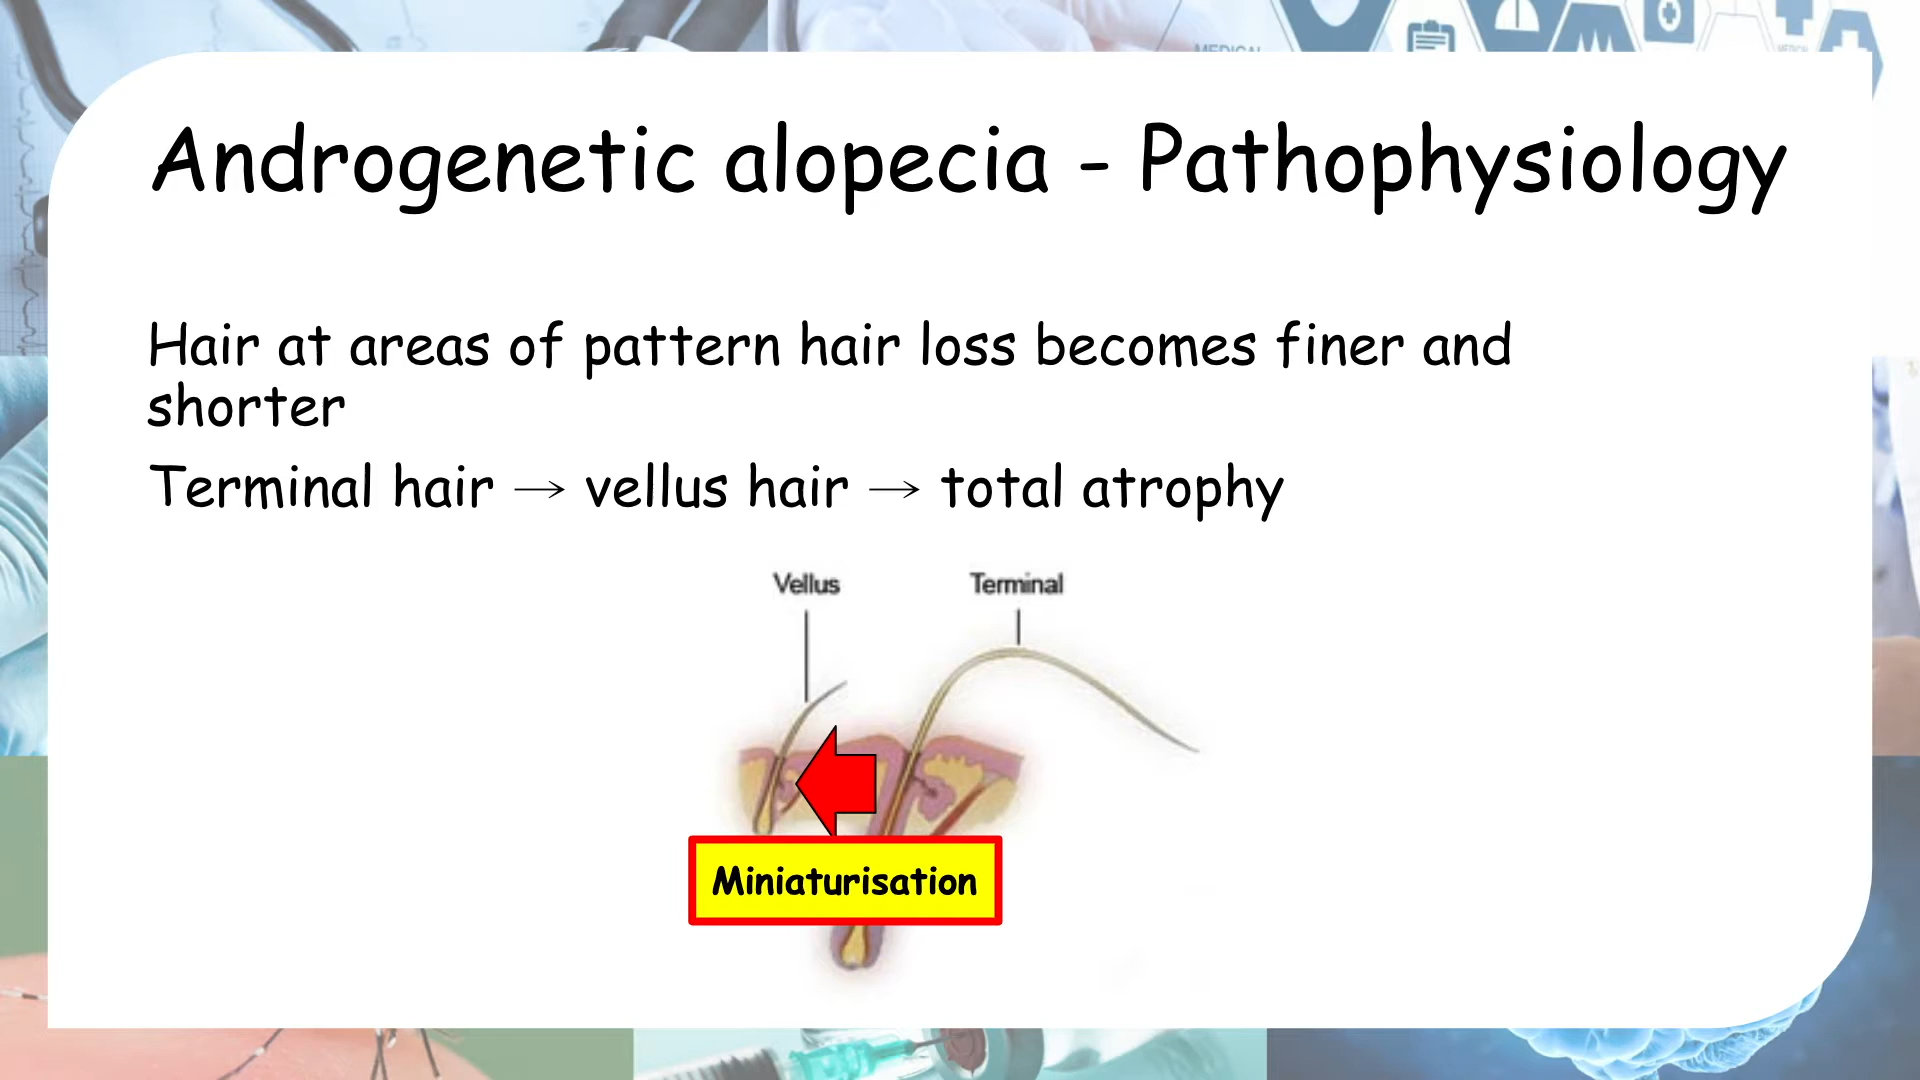 MEDICAL
Androgenetic alopecia - Pathophysiology
Hair at areas of pattern hair loss becomes finer and
shorter
Terminal hair → vellus hair → total atrophy
Vellus Terminal
Miniaturisation